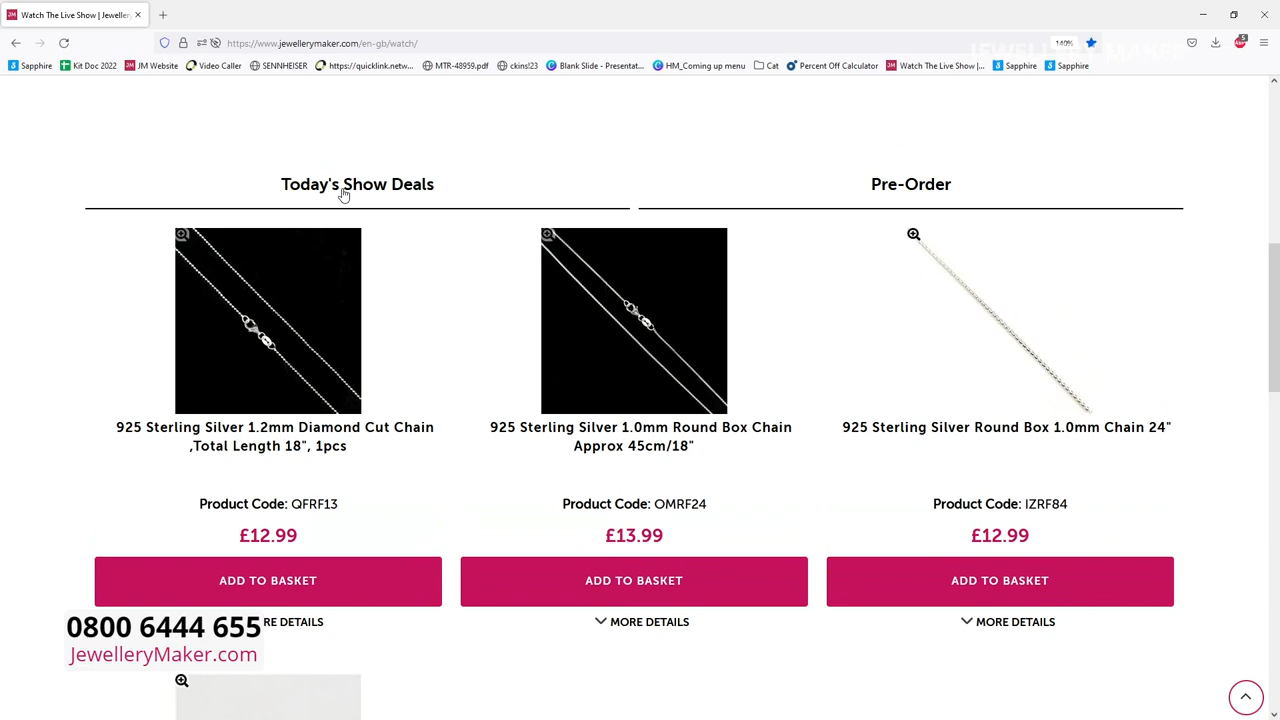 Watch The Live Show | Jeweller
https://www.jewellerymaker.com gb/watch/
140%
Sapphire
Kit Doc 2022
JM Website
Video Caller
SENNHEISER
https://quicklink.netw...
MTR-48959.pdf
ckins!23
Blank Slide - Presentat...
HM_Coming up menu
Cat
Percent Off Calculator
Watch The Live Show |...
Sapphire
Sapphire
JEWELLERY MAKER
Today's Show Deals
Pre-Order
925 Sterling Silver 1.2mm Diamond Cut Chain
,Total Length 18", 1pcs
Product Code: QFRF13
£12.99
ADD TO BASKET
RE DETAILS
925 Sterling Silver 1.0mm Round Box Chain
Approx 45cm/18"
Product Code: OMRF24
£13.99
ADD TO BASKET
MORE DETAILS
925 Sterling Silver Round Box 1.0mm Chain 24"
Product Code: IZRF84
£12.99
ADD TO BASKET
MORE DETAILS
0800 6444 655
JewelleryMaker.com